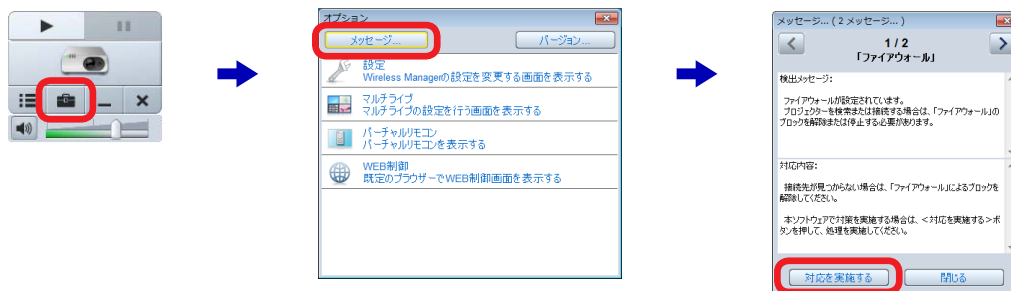 オプション
メッセージ...
バージョン...
設定
Wireless Managerの設定を変更する画面を表示する
マルチライブ
マルチライブの設定を行う画面を表示する
バーチャルリモコン
バーチャルリモコンを表示する
WEB制御
既定のブラウザーでWEB制御画面を表示する
メッセージ... ( 2 メッセージ... )
1 / 2
「ファイアウォール」
検出メッセージ:
ファイアウォールが設定されています。
プロジェクターを検索または接続する場合は、「ファイアウォール」の
ブロックを解除または停止する必要があります。
対応内容:
接続先が見つからない場合は、「ファイアウォール」によるブロックを
解除してください。
本ソフトウェアで対策を実施する場合は、<対応を実施する>ボ
タンを押して、処理を実施してください。
対応を実施する
閉じる